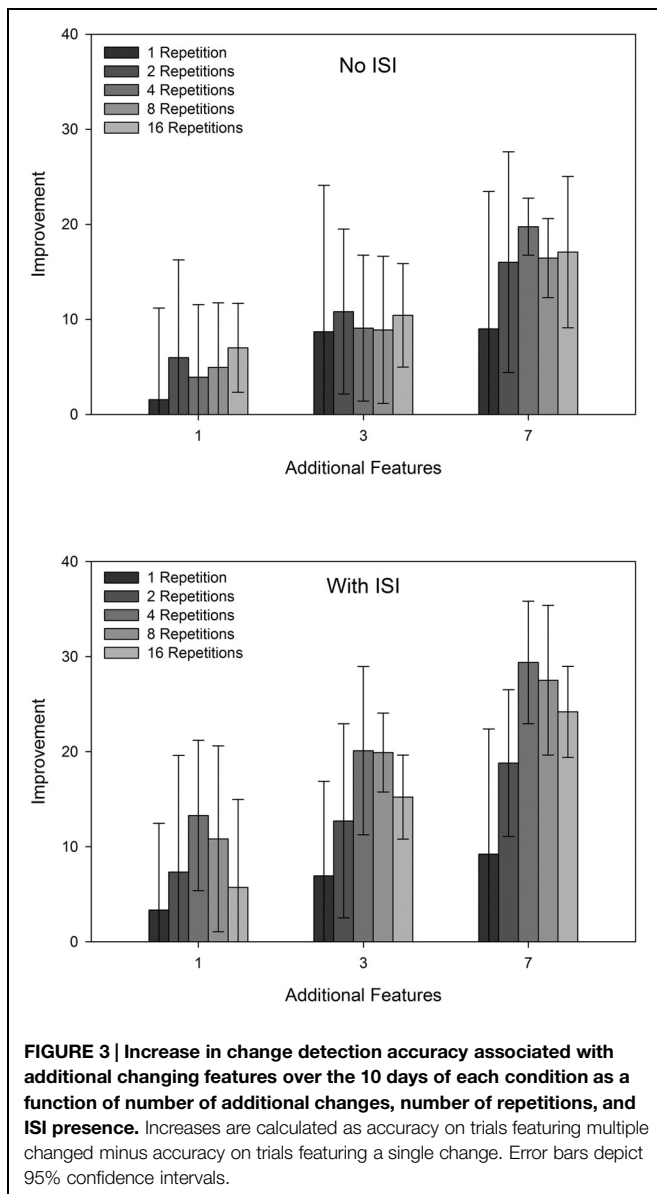 40
30
20
10
0
Improvement
1 Repetition
2 Repetitions
4 Repetitions
8 Repetitions
16 Repetitions
No ISI
1
3
7
Additional Features
40
30
20
10
0
Improvement
1 Repetition
2 Repetitions
4 Repetitions
8 Repetitions
16 Repetitions
With ISI
1
3
7
Additional Features
FIGURE 3 | Increase in change detection accuracy associated with
additional changing features over the 10 days of each condition as a
function of number of additional changes, number of repetitions, and
ISI presence. Increases are calculated as accuracy on trials featuring multiple
changed minus accuracy on trials featuring a single change. Error bars depict
95% confidence intervals.